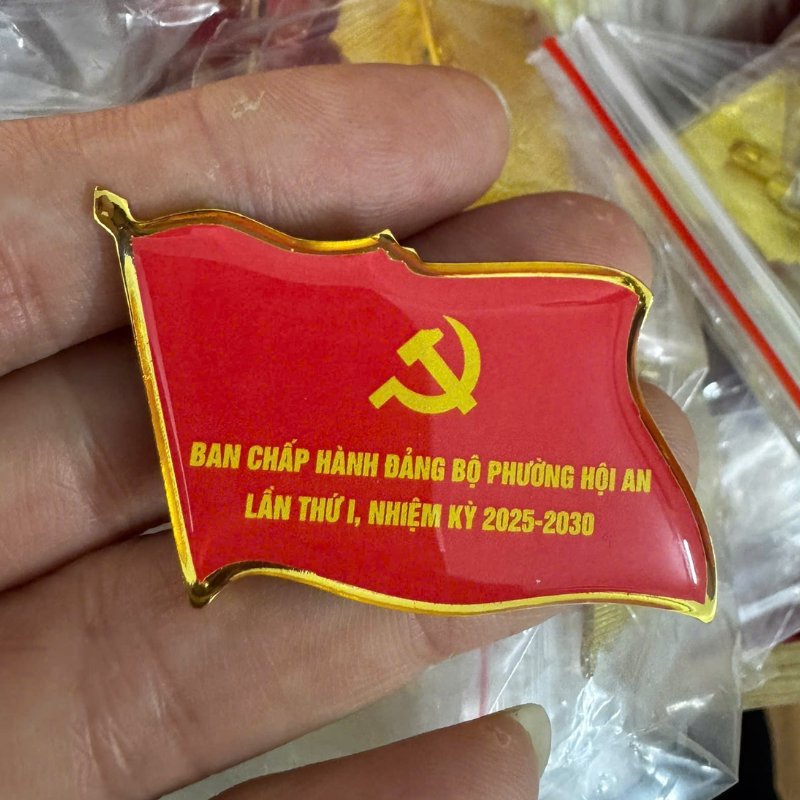 BAN CHẤP HÀNH ĐẢNG BỘ PHƯỜNG HỘI AN
LẦN THỨ I, NHIỆM KỲ 2025-2030